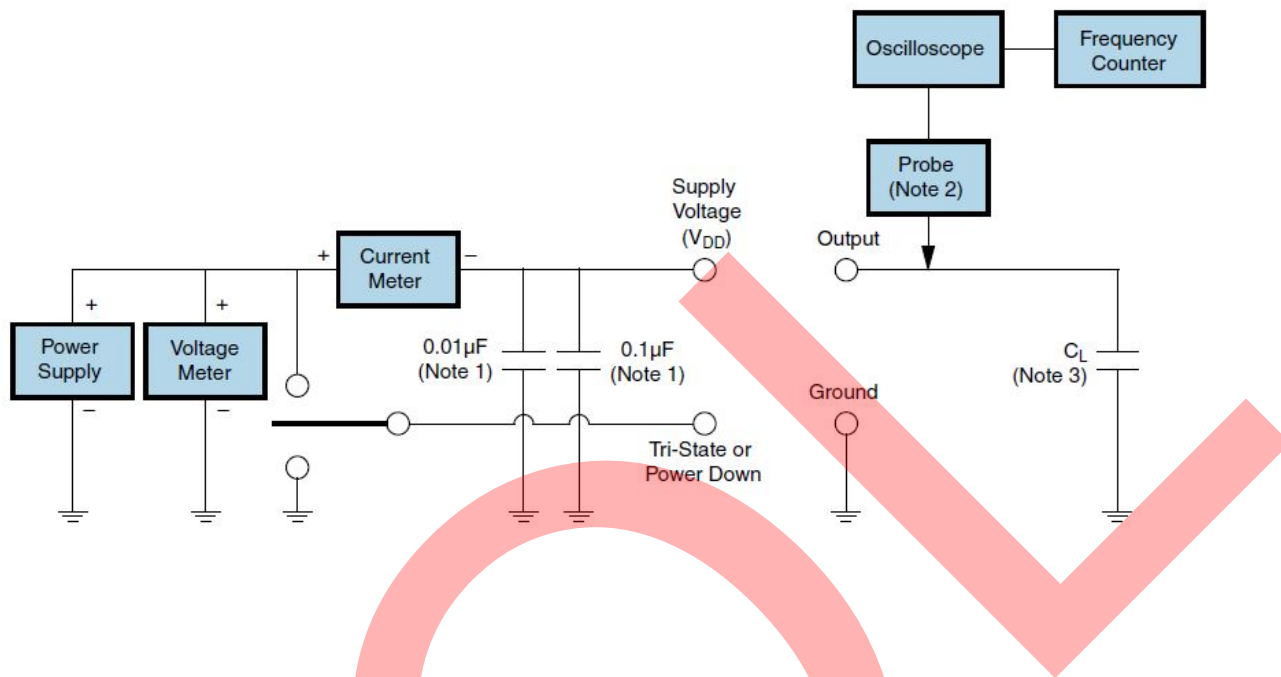 Oscilloscope
Frequency
Counter
Probe
(Note 2)
Supply
Voltage
(VDD)
Output
+
Current
Meter
–
+
+
Power
Supply
Voltage
Meter
0.01µF
(Note 1)
0.1µF
(Note 1)
CL
(Note 3)
–
–
Ground
Tri-State or
Power Down